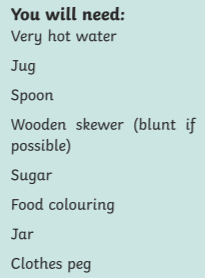 You will need:
Very hot water
Jug
Spoon
Wooden skewer (blunt if
possible)
Sugar
Food colouring
Jar
Clothes peg